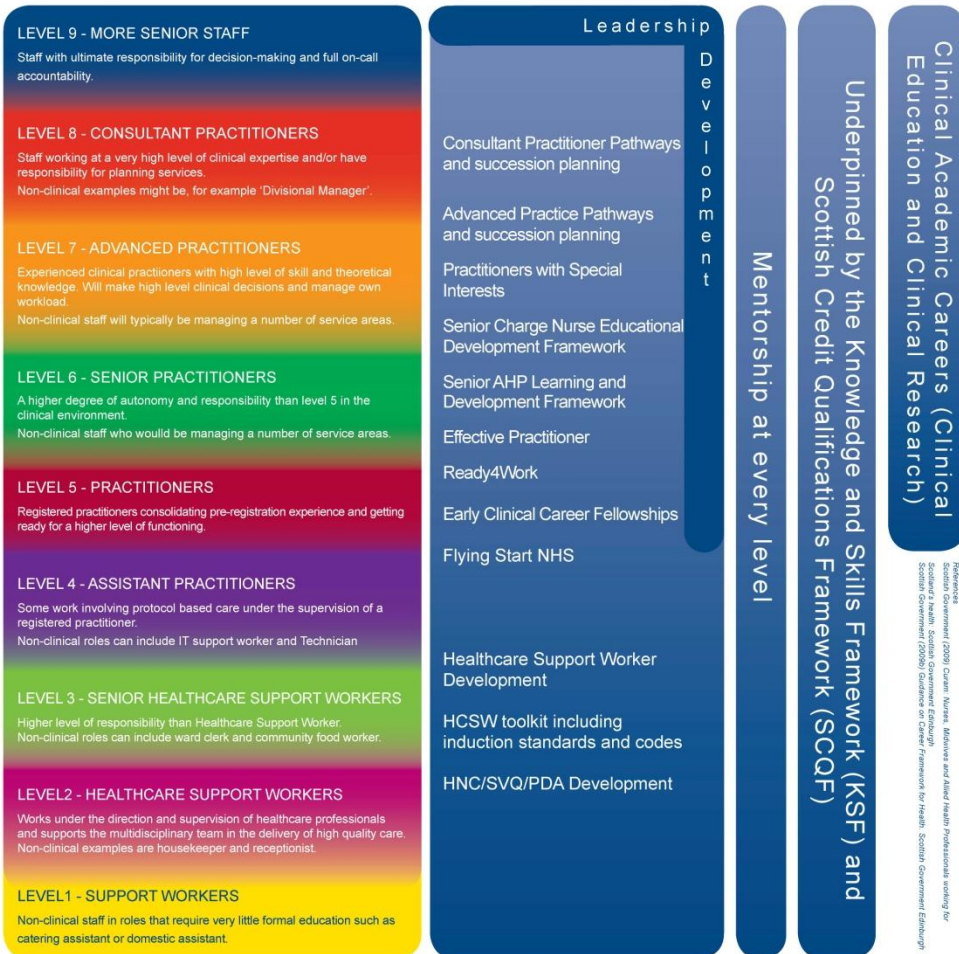 LEVEL 9 - MORE SENIOR STAFF
Staff with ultimate responsibility for decision-making and full on-call
accountability.
LEVEL 8 - CONSULTANT PRACTITIONERS
Staff working at a very high level of clinical expertise and/or have
responsibility for planning services.
Non-clinical examples might be, for example 'Divisional Manager'.
LEVEL 7 - ADVANCED PRACTITIONERS
Experienced clinical practiioners with high level of skill and theoretical
knowledge. Will make high level clinical decisions and manage own
workload.
Non-clinical staff will typically be managing a number of service areas.
LEVEL 6 - SENIOR PRACTITIONERS
A higher degree of autonomy and responsibility than level 5 in the
clinical environment.
Non-clinical staff who woulld be managing a number of service areas.
LEVEL 5 - PRACTITIONERS
Registered practitioners consolidating pre-registration experience and getting
ready for a higher level of functioning.
LEVEL 4 - ASSISTANT PRACTITIONERS
Some work involving protocol based care under the supervision of a
registered practitioner.
Non-clinical roles can include IT support worker and Technician
LEVEL 3 - SENIOR HEALTHCARE SUPPORT WORKERS
Higher level of responsibility than Healthcare Support Worker.
Non-clinical roles can include ward clerk and community food worker.
LEVEL2 - HEALTHCARE SUPPORT WORKERS
Works under the direction and supervision of healthcare professionals
and supports the multidisciplinary team in the delivery of high quality care.
Non-clinical examples are housekeeper and receptionist.
LEVEL1 - SUPPORT WORKERS
Non-clinical staff in roles that require very little formal education such as
catering assistant or domestic assistant.
Leadership
Development
Consultant Practitioner Pathways
and succession planning
Advanced Practice Pathways
and succession planning
Practitioners with Special
Interests
Senior Charge Nurse Educational
Development Framework
Senior AHP Learning and
Development Framework
Effective Practitioner
Ready4Work
Early Clinical Career Fellowships
Flying Start NHS
Healthcare Support Worker
Development
HCSW toolkit including
induction standards and codes
HNC/SVQ/PDA Development
Mentorship at every level
Underpinned by the Knowledge and Skills Framework (KSF) and
Scottish Credit Qualifications Framework (SCQF)
Clinical Academic Careers (Clinical
Education and Clinical Research)
References
Scottish Government (2009) Curam: Nurses, Midwives and Allied Health Professionals working for
Scotland's health. Scottish Government Edinburgh
Scottish Government (2009b) Guidance on Career Framework for Health. Scottish Government Edinburgh